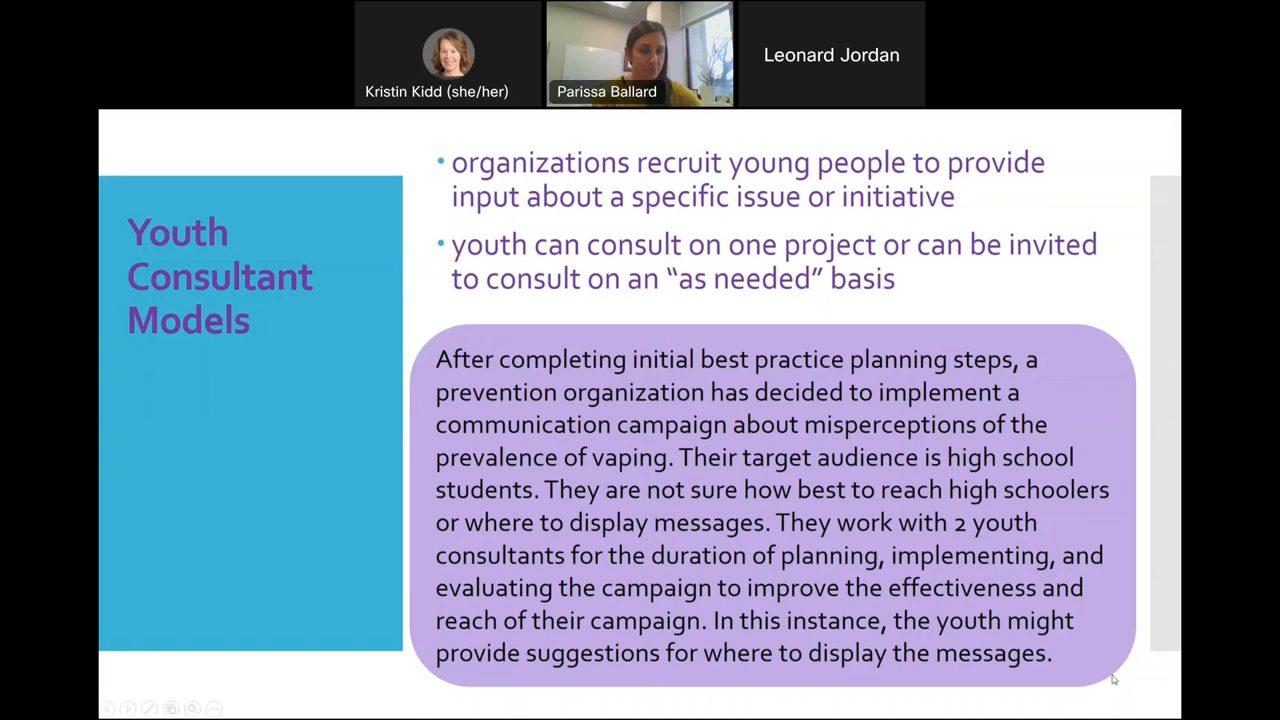 Kristin Kidd (she/her)
Parissa Ballard
Leonard Jordan
Youth
Consultant
Models
• organizations recruit young people to provide
input about a specific issue or initiative
• youth can consult on one project or can be invited
to consult on an “as needed” basis
After completing initial best practice planning steps, a
prevention organization has decided to implement a
communication campaign about misperceptions of the
prevalence of vaping. Their target audience is high school
students. They are not sure how best to reach high schoolers
or where to display messages. They work with 2 youth
consultants for the duration of planning, implementing, and
evaluating the campaign to improve the effectiveness and
reach of their campaign. In this instance, the youth might
provide suggestions for where to display the messages.